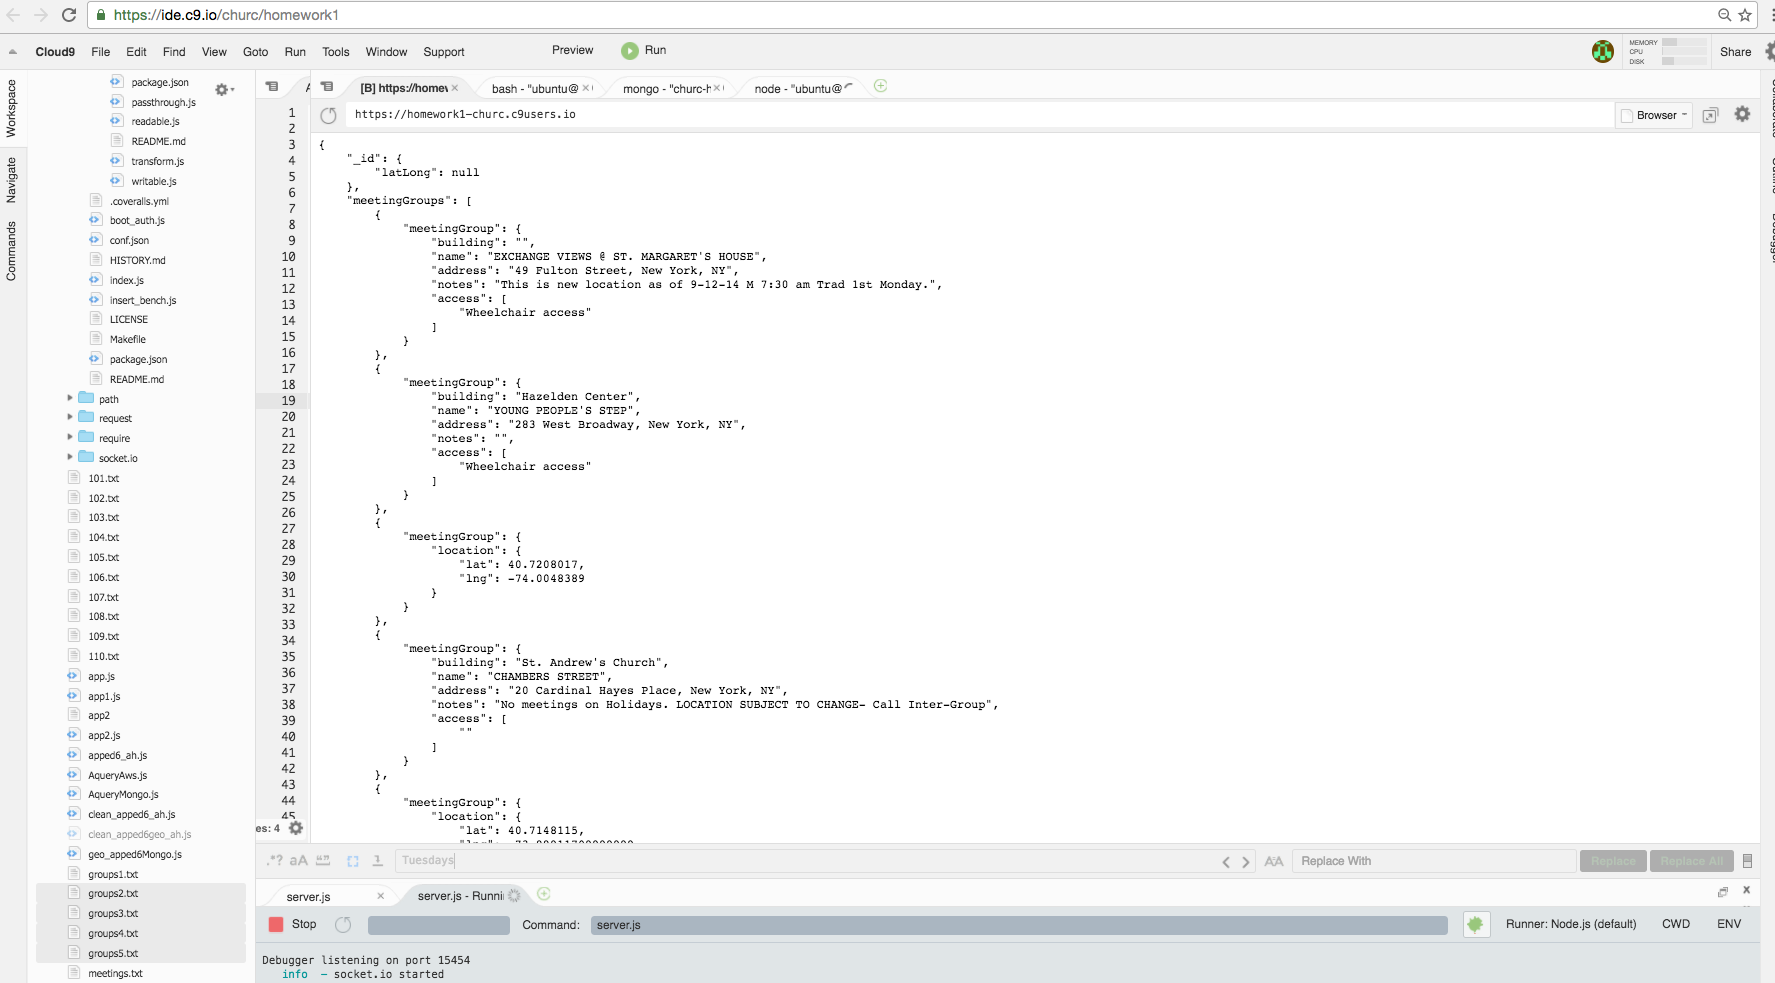 https://ide.c9.io/churc/homework1
Cloud9 File Edit Find View Goto Run Tools Window Support Preview Run MEMORY CPU DISK Share
Workspace
Navigate
Commands
package.json
passthrough.js
readable.js
README.md
transform.js
writable.js
.coveralls.yml
boot_auth.js
conf.json
HISTORY.md
index.js
insert_bench.js
LICENSE
Makefile
package.json
README.md
path
request
require
socket.io
101.txt
102.txt
103.txt
104.txt
105.txt
106.txt
107.txt
108.txt
109.txt
110.txt
app.js
app1.js
app2
app2.js
apped6_ah.js
AqueryAws.js
AqueryMongo.js
clean_apped6_ah.js
clean_apped6geo_ah.js
geo_apped6Mongo.js
groups1.txt
groups2.txt
groups3.txt
groups4.txt
groups5.txt
meetings.txt
[B] https://homew bash - "ubuntu@ mongo - "churc-h node - "ubuntu@
https://homework1-churc.c9users.io Browser
1
2
3
4
5
6
7
8
9
10
11
12
13
14
15
16
17
18
19
20
21
22
23
24
25
26
27
28
29
30
31
32
33
34
35
36
37
38
39
40
41
42
43
44
45
es: 4
{
"_id": {
"latLong": null
},
"meetingGroups": [
{
"meetingGroup": {
"building": "",
"name": "EXCHANGE VIEWS @ ST. MARGARET'S HOUSE",
"address": "49 Fulton Street, New York, NY",
"notes": "This is new location as of 9-12-14 M 7:30 am Trad 1st Monday.",
"access": [
"Wheelchair access"
]
}
},
{
"meetingGroup": {
"building": "Hazelden Center",
"name": "YOUNG PEOPLE'S STEP",
"address": "283 West Broadway, New York, NY",
"notes": "",
"access": [
"Wheelchair access"
]
}
},
{
"meetingGroup": {
"location": {
"lat": 40.7208017,
"lng": -74.0048389
}
}
},
{
"meetingGroup": {
"building": "St. Andrew's Church",
"name": "CHAMBERS STREET",
"address": "20 Cardinal Hayes Place, New York, NY",
"notes": "No meetings on Holidays. LOCATION SUBJECT TO CHANGE- Call Inter-Group",
"access": [
""
]
}
},
{
"meetingGroup": {
"location": {
"lat": 40.7148115,
.*? aA Tuesdays Replace With Replace Replace All
server.js server.js - Runnin
Stop Command: server.js Runner: Node.js (default) CWD ENV
Debugger listening on port 15454
info - socket.io started